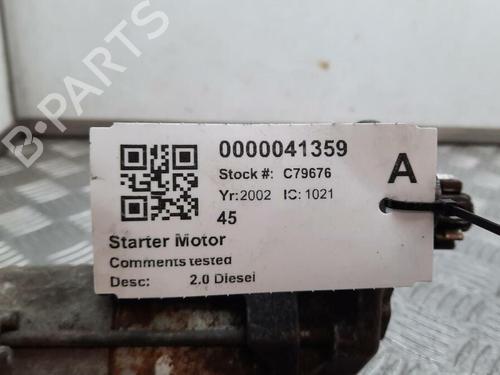 B-PARTS
0000041359
Stock #: C79676
Yr:2002 IC: 1021
45
A
Starter Motor
Comments tested
Desc: 2.0 Diesel